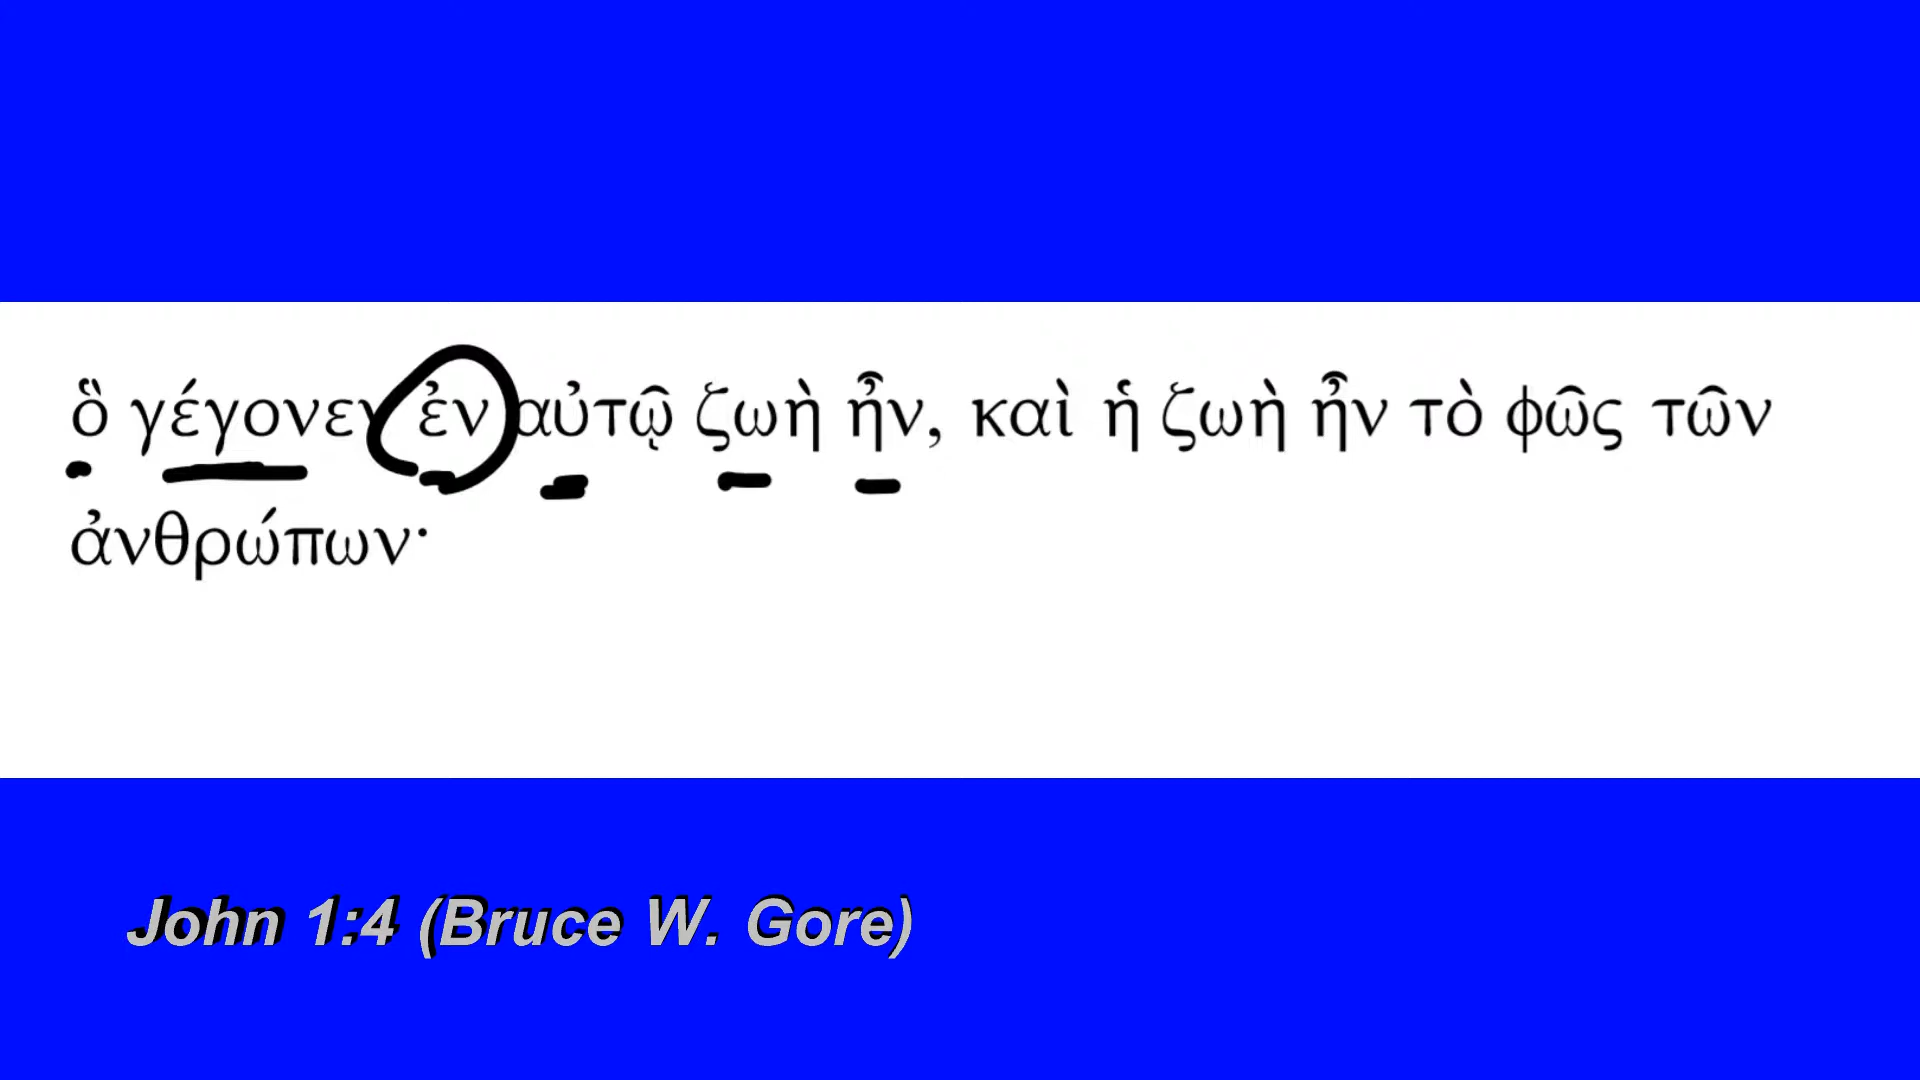 ὃ γέγονεν ἐν αὐτῷ ζωὴ ἦν, καὶ ἡ ζωὴ ἦν τὸ φῶς τῶν
ἀνθρώπων·
John 1:4 (Bruce W. Gore)